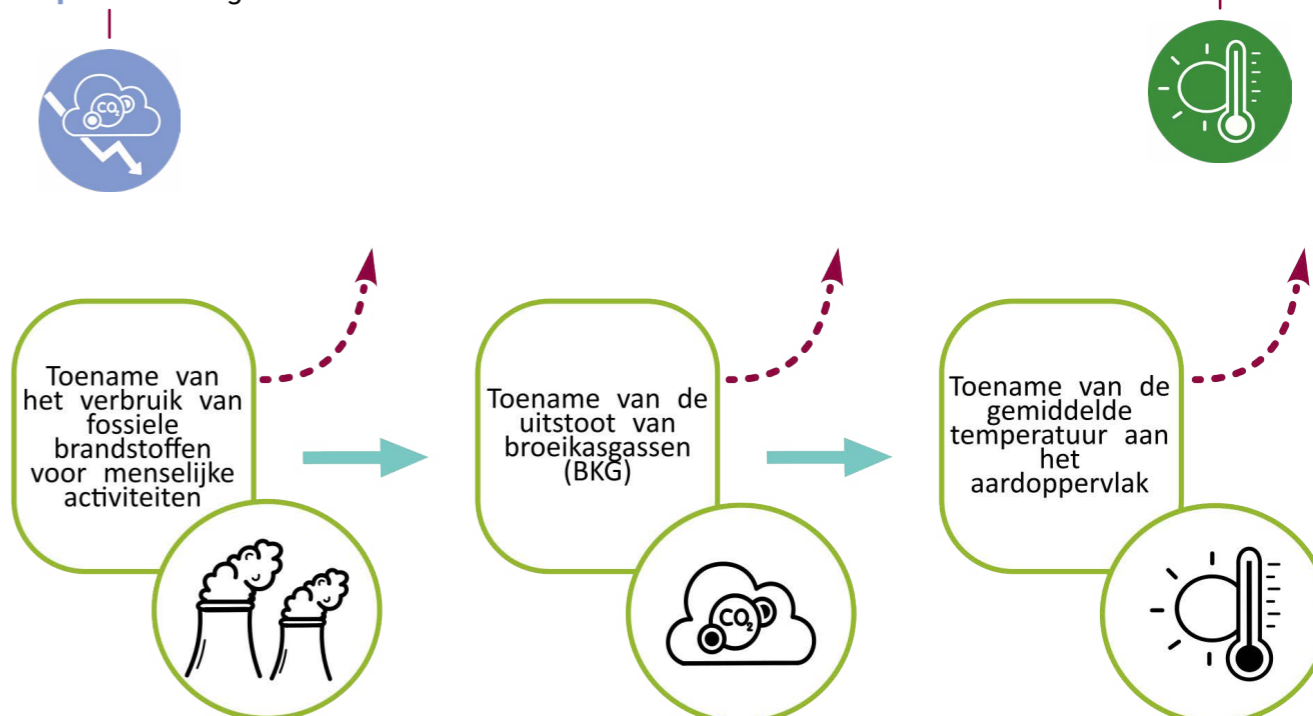 CO₂
Toename van
het verbruik van
fossiele
brandstoffen
voor menselijke
activiteiten
Toename van de
uitstoot van
broeikasgassen
(BKG)
CO₂
Toename van de
gemiddelde
temperatuur aan
het
aardoppervlak